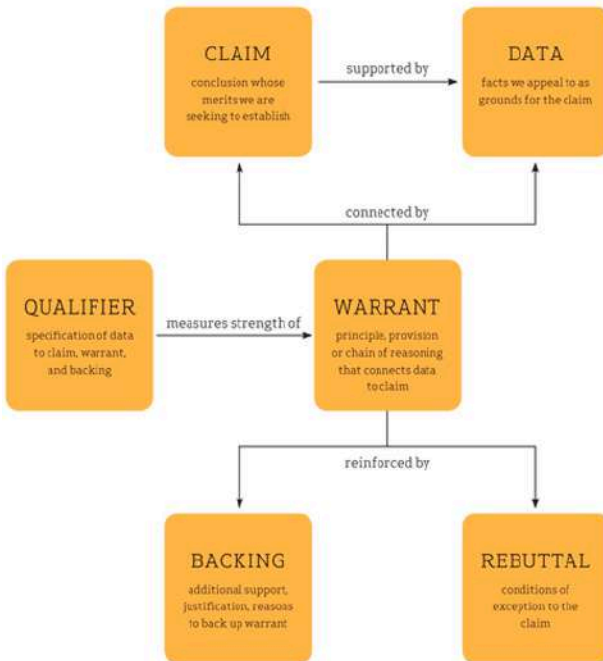 CLAIM
conclusion whose
merits we are
seeking to establish
supported by
DATA
facts we appeal to as
grounds for the claim
connected by
QUALIFIER
specification of data
to claim, warrant,
and backing
measures strength of
WARRANT
principle, provision
or chain of reasoning
that connects data
to claim
reinforced by
BACKING
additional support,
justification, reasons
to back up warrant
REBUTTAL
conditions of
exception to the
claim